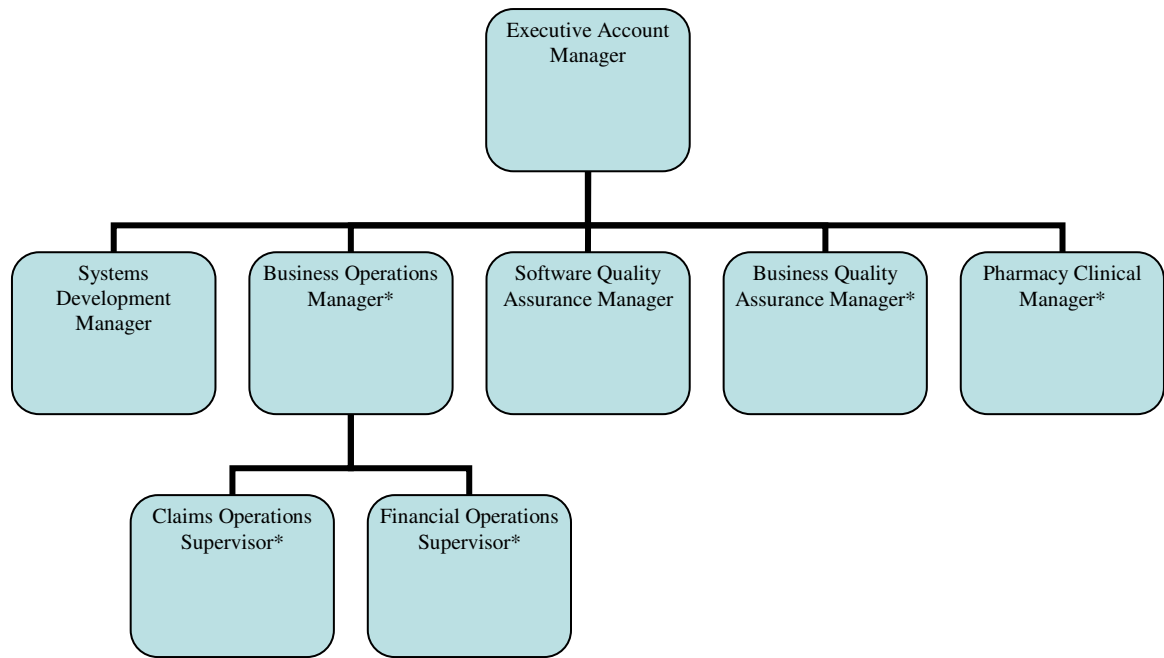 Executive Account
Manager
Systems
Development
Manager
Business Operations
Manager*
Software Quality
Assurance Manager
Business Quality
Assurance Manager*
Pharmacy Clinical
Manager*
Claims Operations
Supervisor*
Financial Operations
Supervisor*